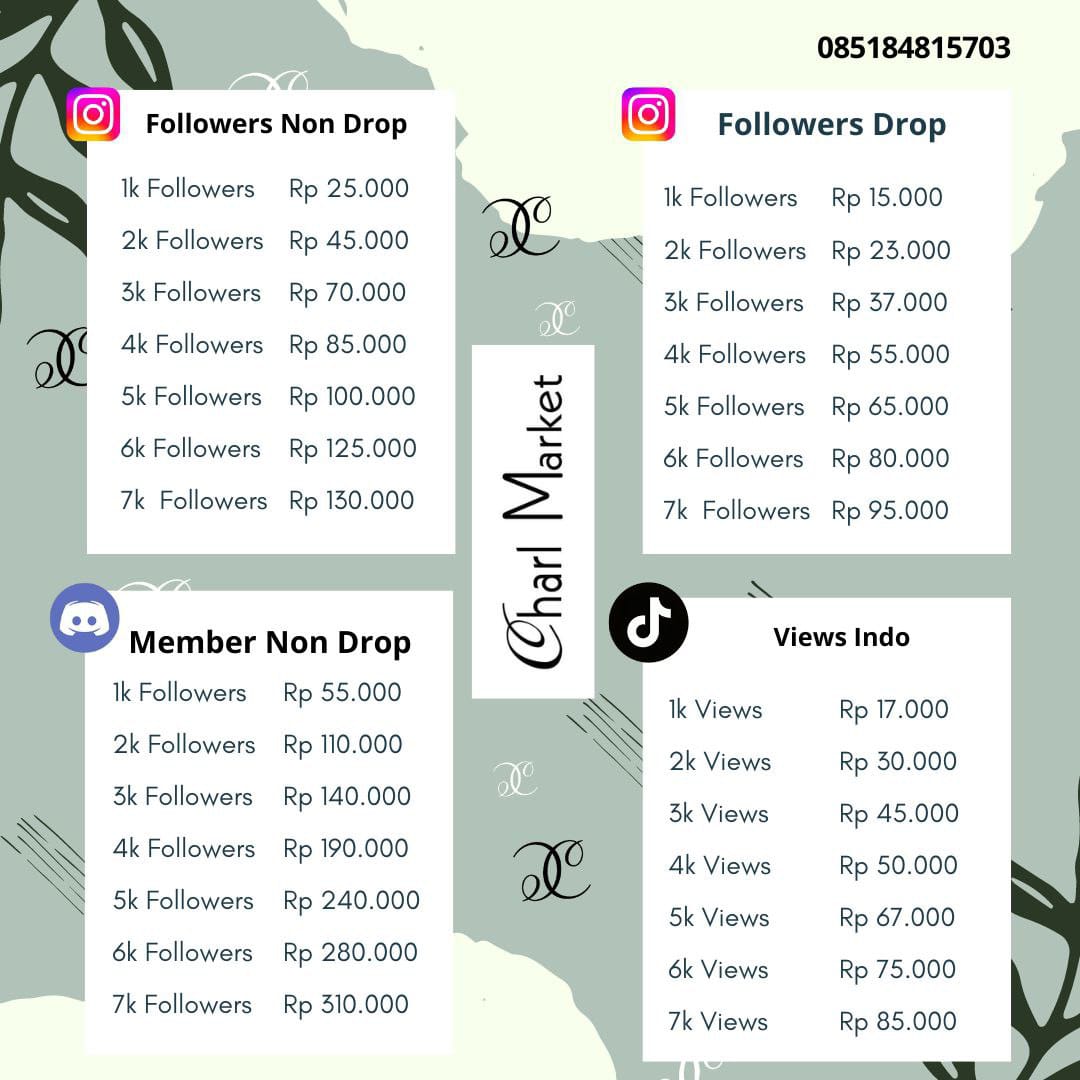 085184815703
Followers Non Drop
1k Followers Rp 25.000
2k Followers Rp 45.000
3k Followers Rp 70.000
4k Followers Rp 85.000
5k Followers Rp 100.000
6k Followers Rp 125.000
7k Followers Rp 130.000
Followers Drop
1k Followers Rp 15.000
2k Followers Rp 23.000
3k Followers Rp 37.000
4k Followers Rp 55.000
5k Followers Rp 65.000
6k Followers Rp 80.000
7k Followers Rp 95.000
Charl Market
Member Non Drop
1k Followers Rp 55.000
2k Followers Rp 110.000
3k Followers Rp 140.000
4k Followers Rp 190.000
5k Followers Rp 240.000
6k Followers Rp 280.000
7k Followers Rp 310.000
Views Indo
1k Views Rp 17.000
2k Views Rp 30.000
3k Views Rp 45.000
4k Views Rp 50.000
5k Views Rp 67.000
6k Views Rp 75.000
7k Views Rp 85.000